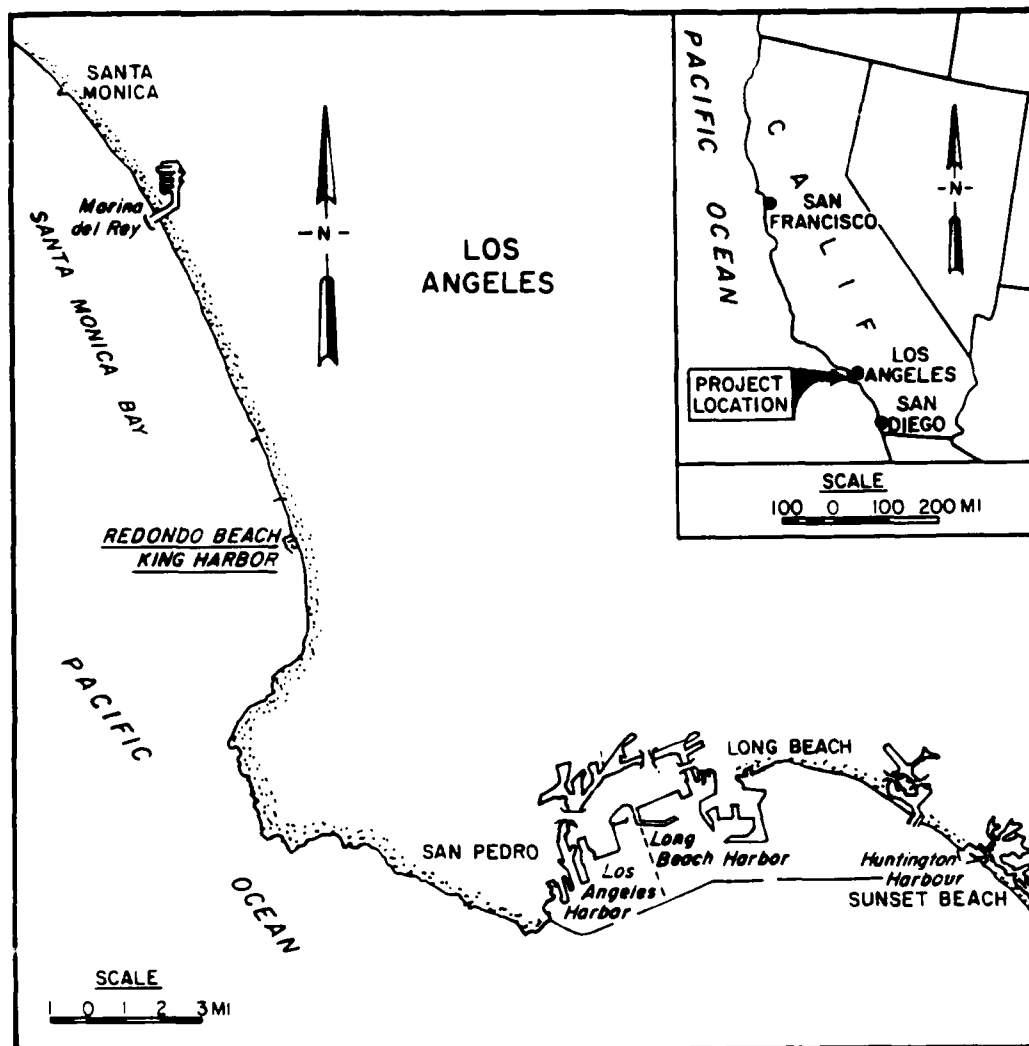 SANTA
MONICA
Marina
del Rey
SANTA MONICA BAY
-N-
LOS
ANGELES
REDONDO BEACH
KING HARBOR
PACIFIC
OCEAN
SAN PEDRO
Los
Angeles
Harbor
Long
Beach Harbor
LONG BEACH
Huntington
Harbour
SUNSET BEACH
SCALE
1 0 1 2 3 MI
PACIFIC OCEAN
CALIF
-N-
SAN
FRANCISCO
LOS
ANGELES
PROJECT
LOCATION
SAN
DIEGO
SCALE
100 0 100 200 MI